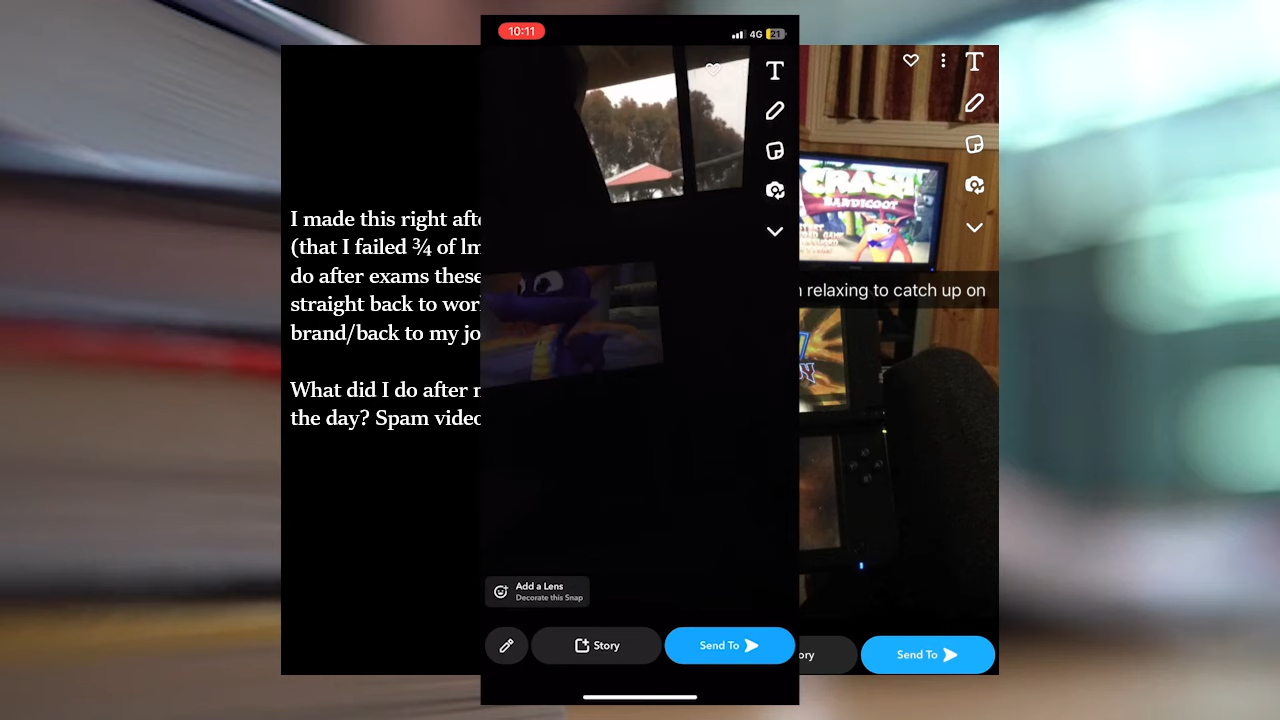 I made this right afte
(that I failed ¾ of lm
do after exams these
straight back to wor
brand/back to my jo
What did I do after
the day? Spam video
10:11
4G
21
T
Add a Lens
Decorate this Snap
Story
Send To
T
CRASH
BANDICOOT
relaxing to catch up on
ory
Send To